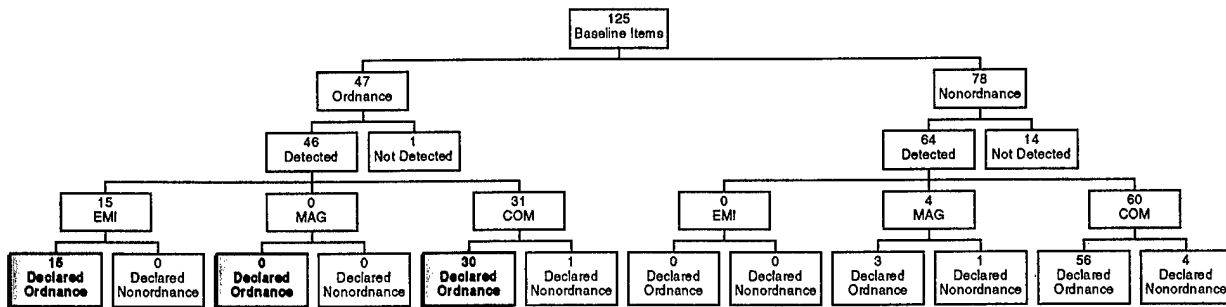 125
Baseline Items
47
Ordnance
78
Nonordnance
46
Detected
1
Not Detected
64
Detected
14
Not Detected
15
EMI
0
MAG
31
COM
0
EMI
4
MAG
60
COM
15
Declared
Ordnance
0
Declared
Nonordnance
0
Declared
Ordnance
0
Declared
Nonordnance
30
Declared
Ordnance
1
Declared
Nonordnance
0
Declared
Ordnance
0
Declared
Nonordnance
3
Declared
Ordnance
1
Declared
Nonordnance
56
Declared
Ordnance
4
Declared
Nonordnance